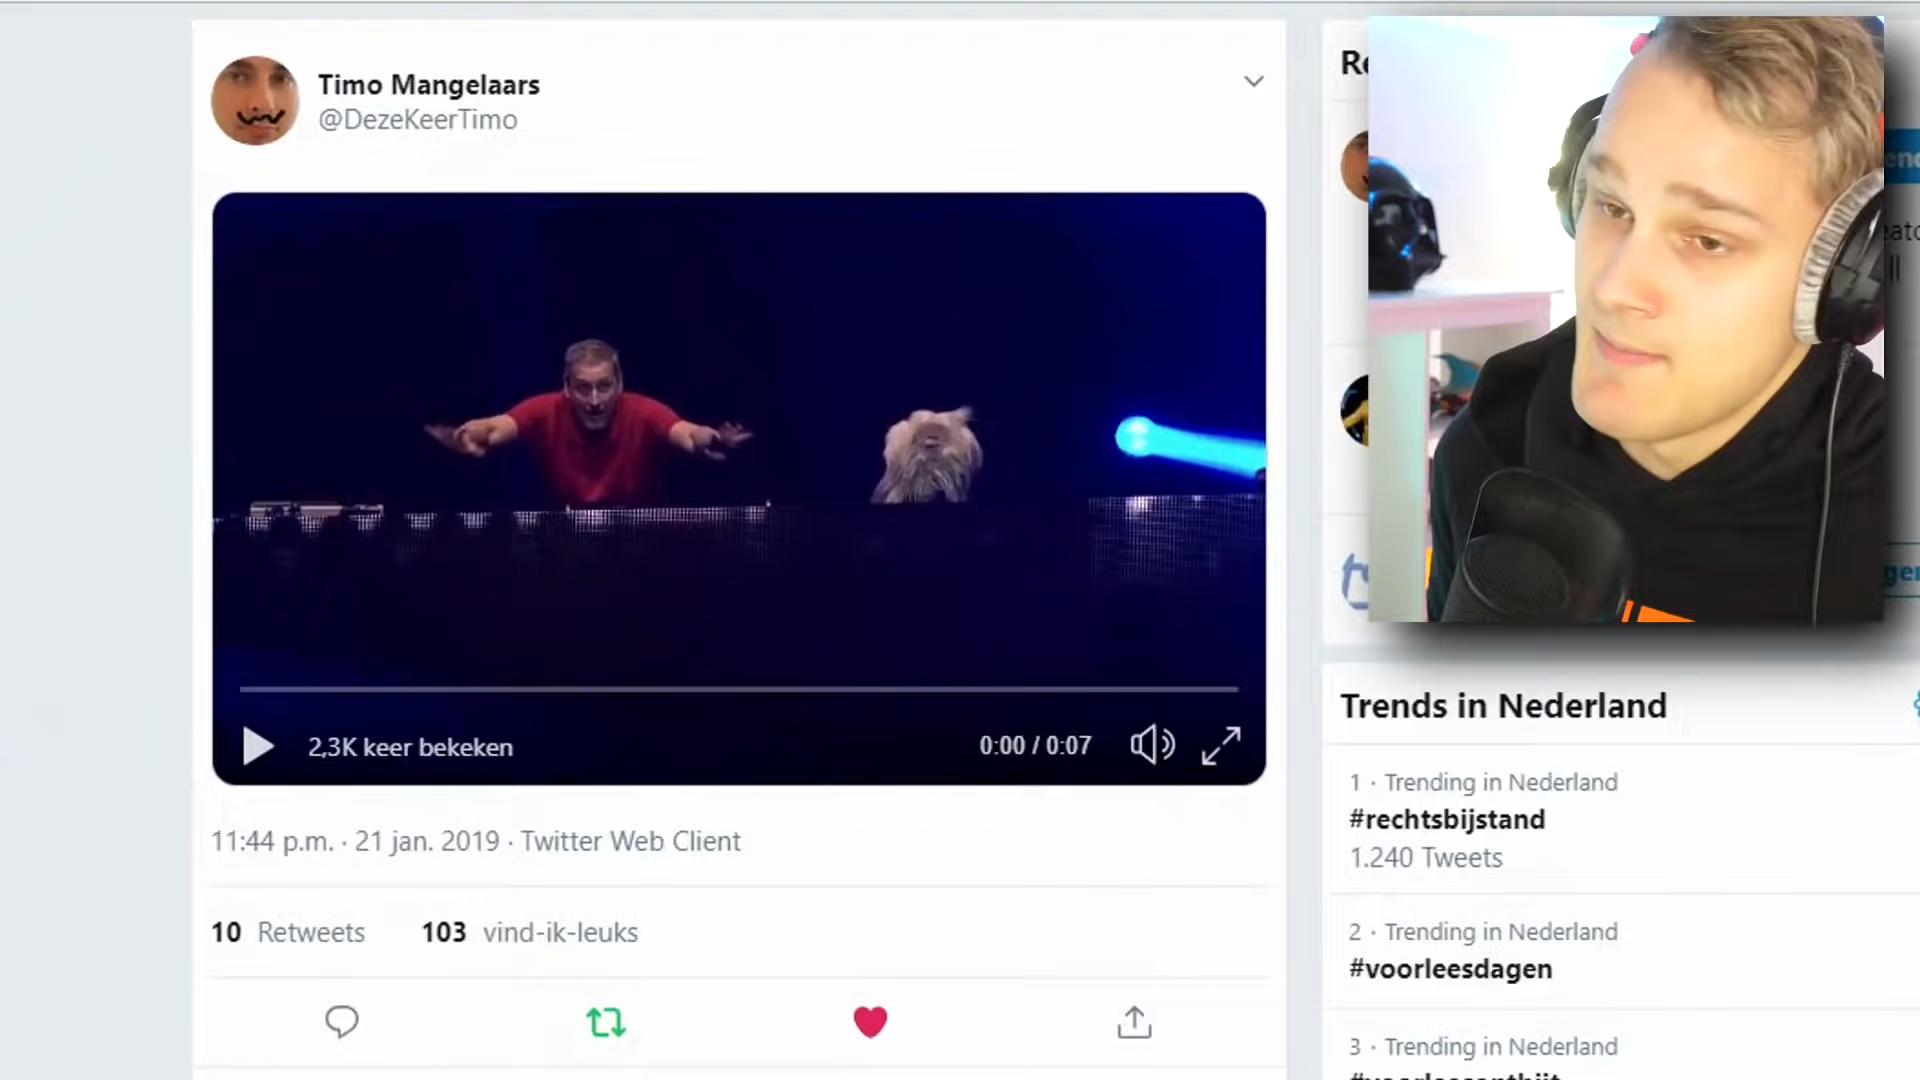 Timo Mangelaars
@DezeKeerTimo
2,3K keer bekeken
0:00 / 0:07
11:44 p.m. · 21 jan. 2019 · Twitter Web Client
10 Retweets 103 vind-ik-leuks
Trends in Nederland
1 · Trending in Nederland
#rechtsbijstand
1.240 Tweets
2 · Trending in Nederland
#voorleesdagen
3 · Trending in Nederland